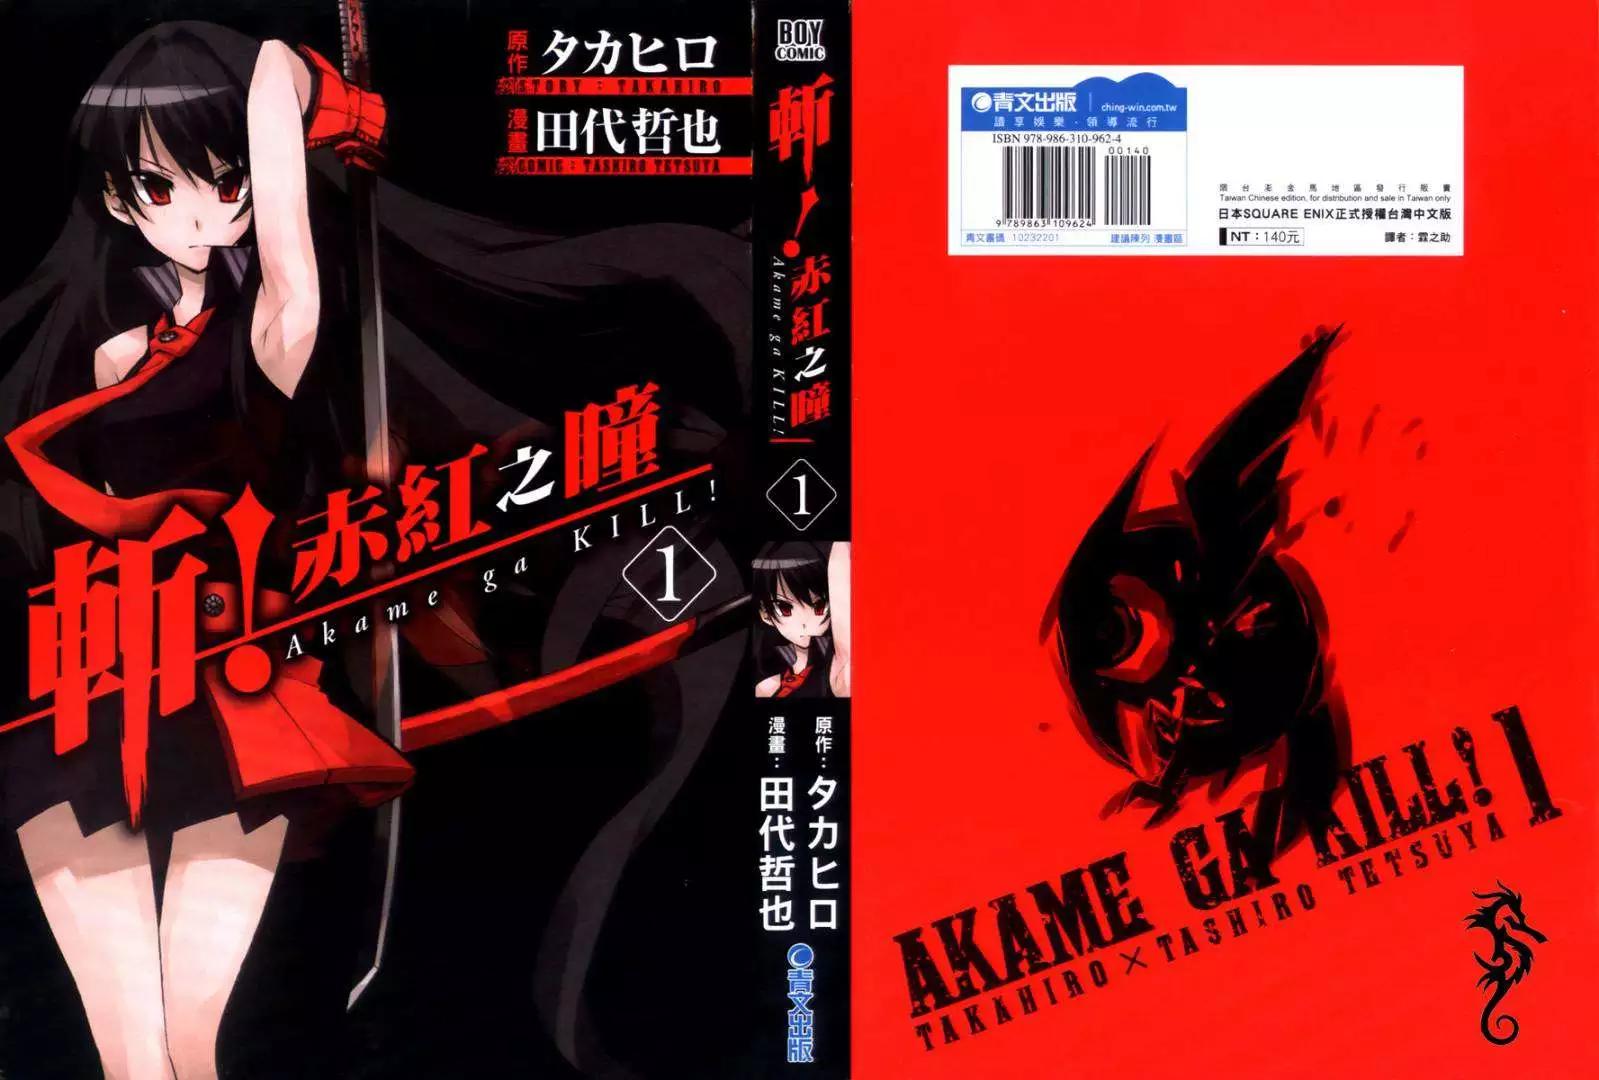 原作 タカヒロ
STORY : TAKAHIRO
漫畫 田代哲也
COMIC : TASHIRO TETSUYA
斬!赤紅之瞳
Akame ga KILL!
1
BOY
COMIC
斬!赤紅之瞳
Akame ga KILL!
1
原作:タカヒロ
漫畫:田代哲也
青文出版
青文出版 ching-win.com.tw
讀享娛樂・領導流行
ISBN 978-986-310-962-4
00140
9 789863 109624
青文書碼 10232201 建議陳列 漫畫區
限台澎金馬地區發行販賣
Taiwan Chinese edition, for distribution and sale in Taiwan only
日本SQUARE ENIX正式授權台灣中文版
NT:140元 譯者:霖之助
AKAME GA KILL! 1
TAKAHIRO × TASHIRO TETSUYA